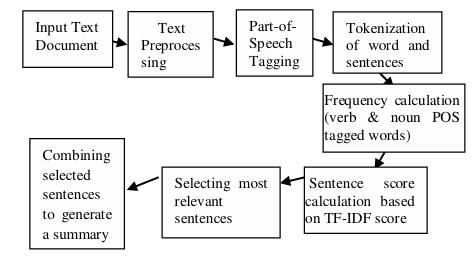 Input Text
Document
Text
Preproces
sing
Part-of-
Speech
Tagging
Tokenization
of word and
sentences
Frequency calculation
(verb & noun POS
tagged words)
Sentence score
calculation based
on TF-IDF score
Selecting most
relevant
sentences
Combining
selected
sentences
to generate
a summary